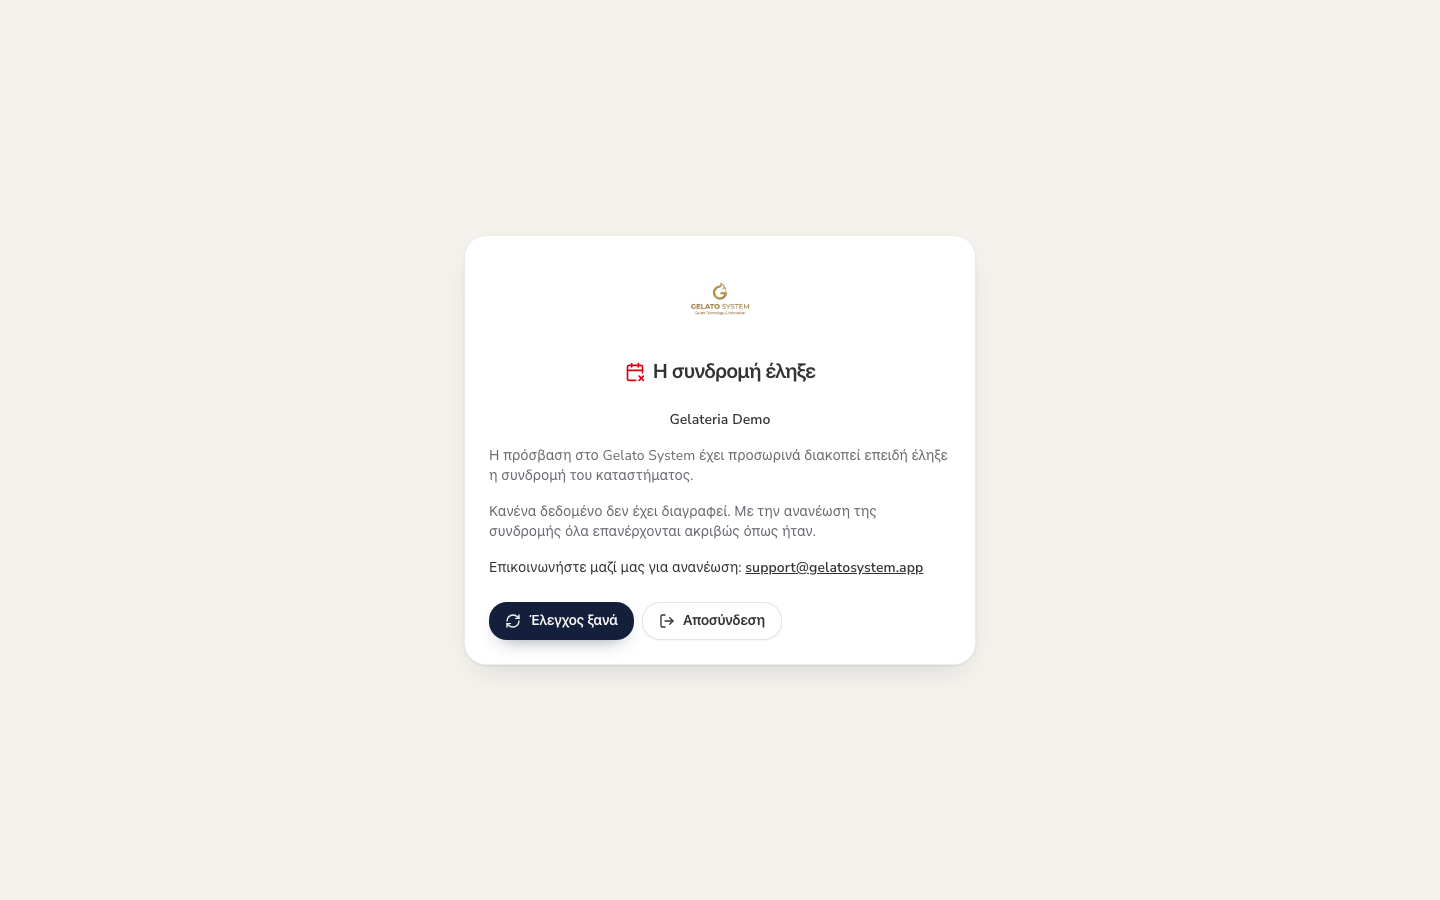 GELATO SYSTEM
Η συνδρομή έληξε
Gelateria Demo
Η πρόσβαση στο Gelato System έχει προσωρινά διακοπεί επειδή έληξε
η συνδρομή του καταστήματος.
Κανένα δεδομένο δεν έχει διαγραφεί. Με την ανανέωση της
συνδρομής όλα επανέρχονται ακριβώς όπως ήταν.
Επικοινωνήστε μαζί μας για ανανέωση: support@gelatosystem.app
Έλεγχος ξανά
Αποσύνδεση